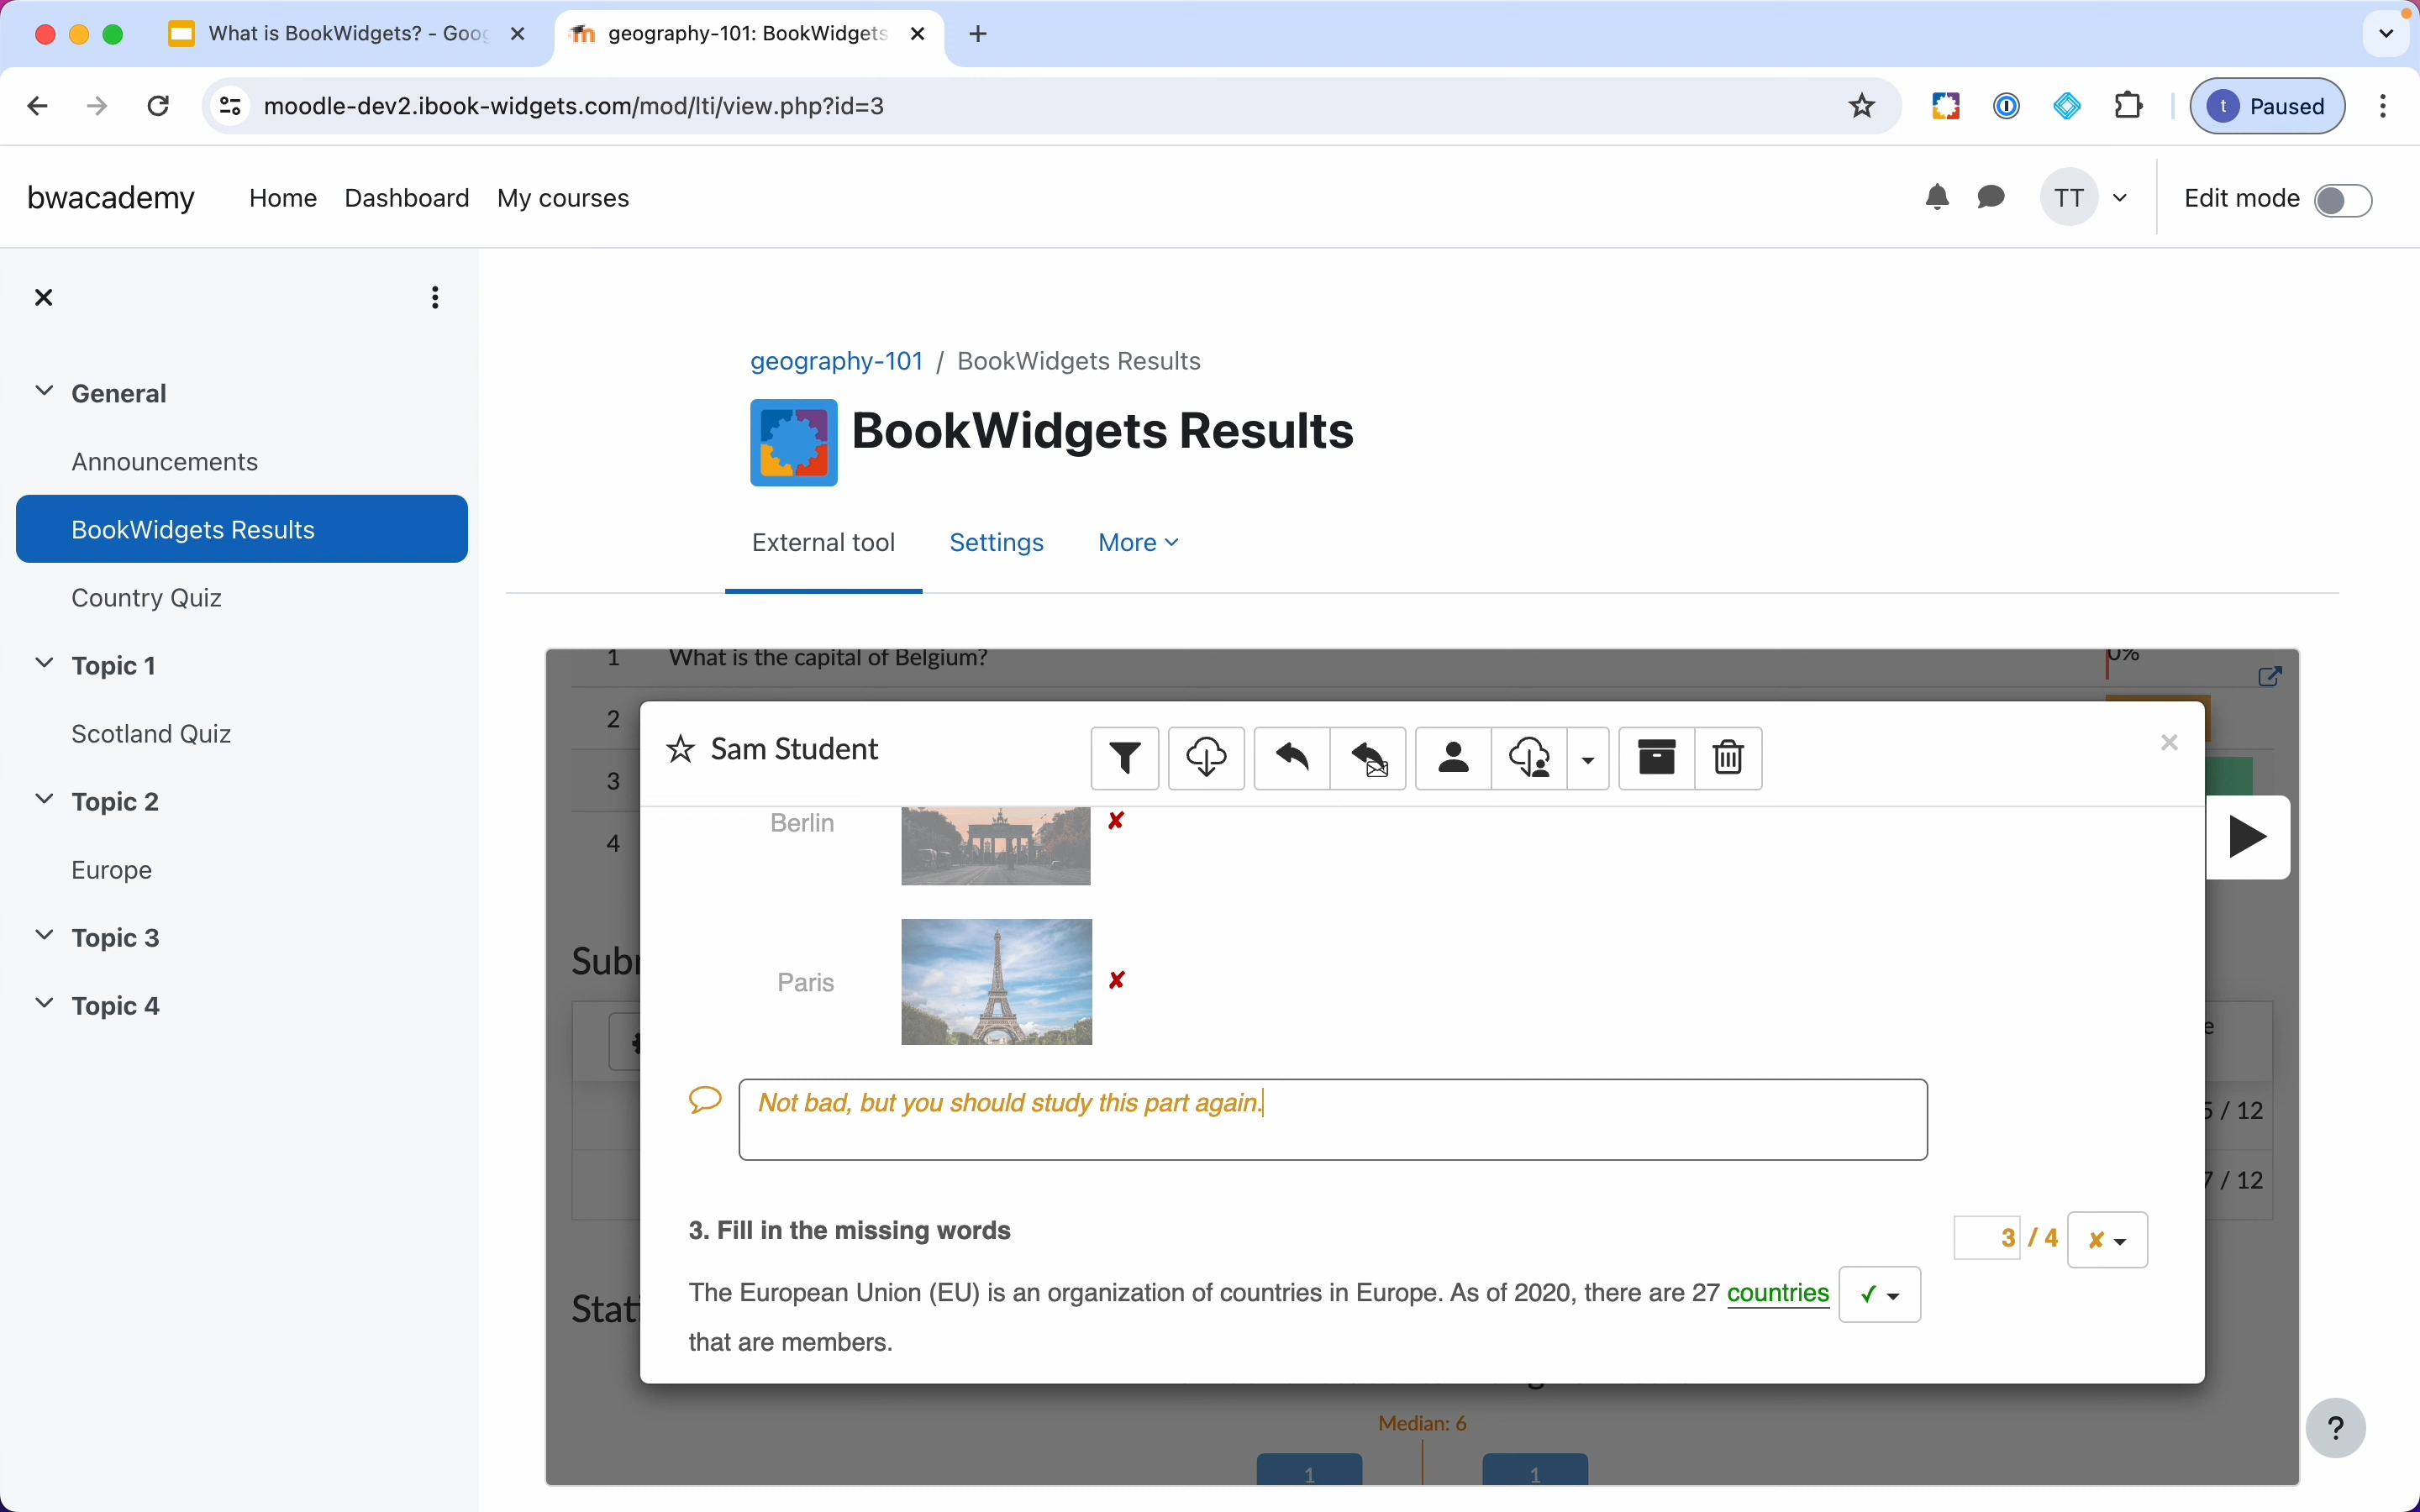 What is BookWidgets? - Goog
geography-101: BookWidgets
moodle-dev2.ibook-widgets.com/mod/lti/view.php?id=3
t Paused
bwacademy Home Dashboard My courses
TT Edit mode
General
Announcements
BookWidgets Results
Country Quiz
Topic 1
Scotland Quiz
Topic 2
Europe
Topic 3
Topic 4
geography-101 / BookWidgets Results
BookWidgets Results
External tool Settings More
1 What is the capital of Belgium? 0%
2
3
4
Sam Student
Berlin
Paris
Not bad, but you should study this part again.
3. Fill in the missing words
3 / 4
The European Union (EU) is an organization of countries in Europe. As of 2020, there are 27 countries
that are members.
/ 12
/ 12
Median: 6
1 1
?